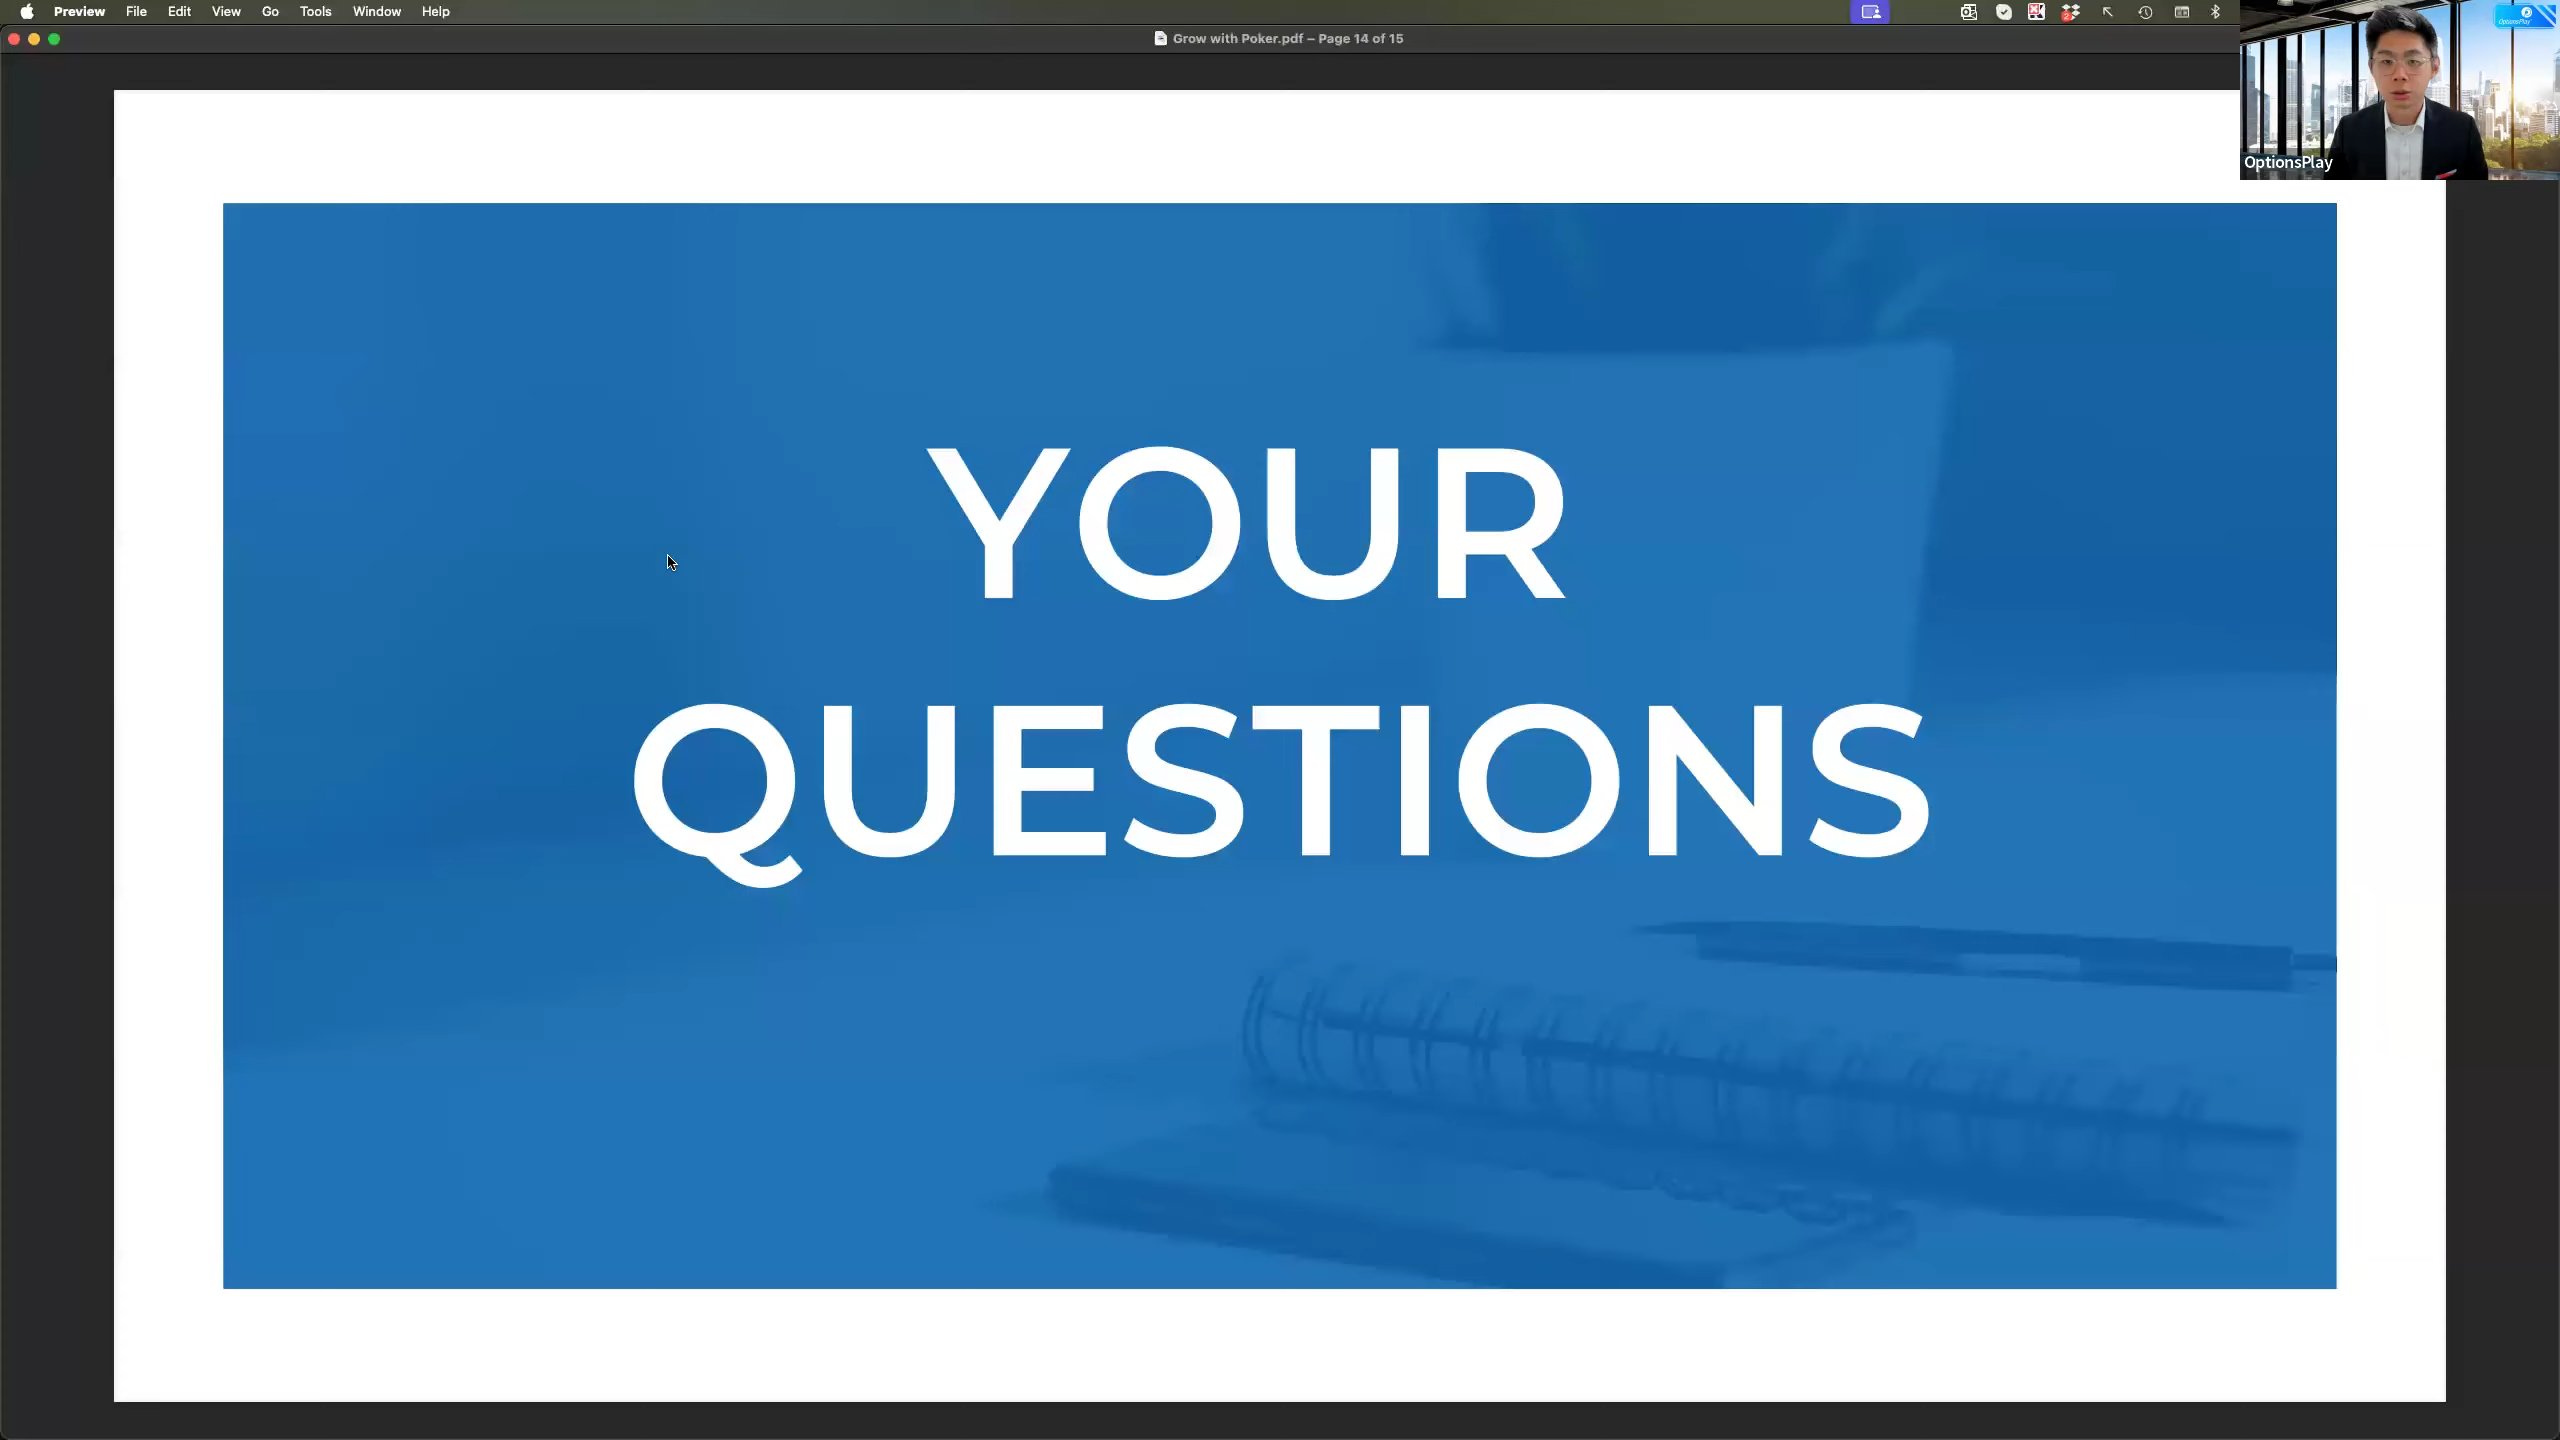 Preview File Edit View Go Tools Window Help
Grow with Poker.pdf – Page 14 of 15
OptionsPlay
OptionsPlay
YOUR
QUESTIONS